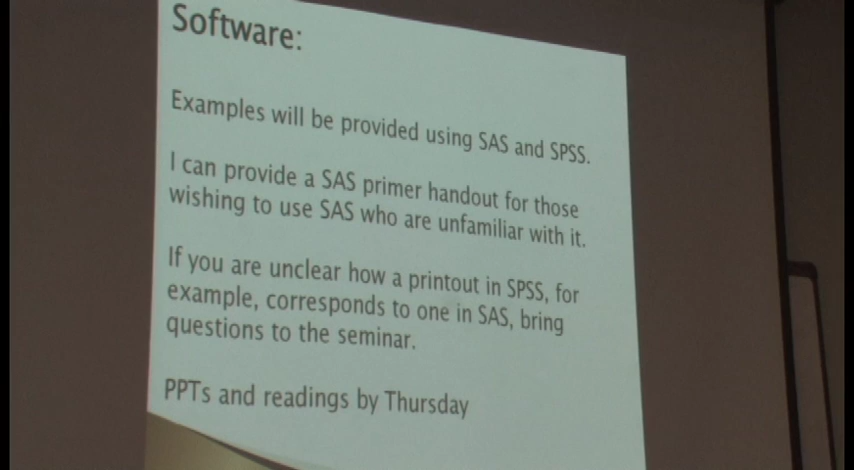 Software:
Examples will be provided using SAS and SPSS.
I can provide a SAS primer handout for those
wishing to use SAS who are unfamiliar with it.
If you are unclear how a printout in SPSS, for
example, corresponds to one in SAS, bring
questions to the seminar.
PPTs and readings by Thursday